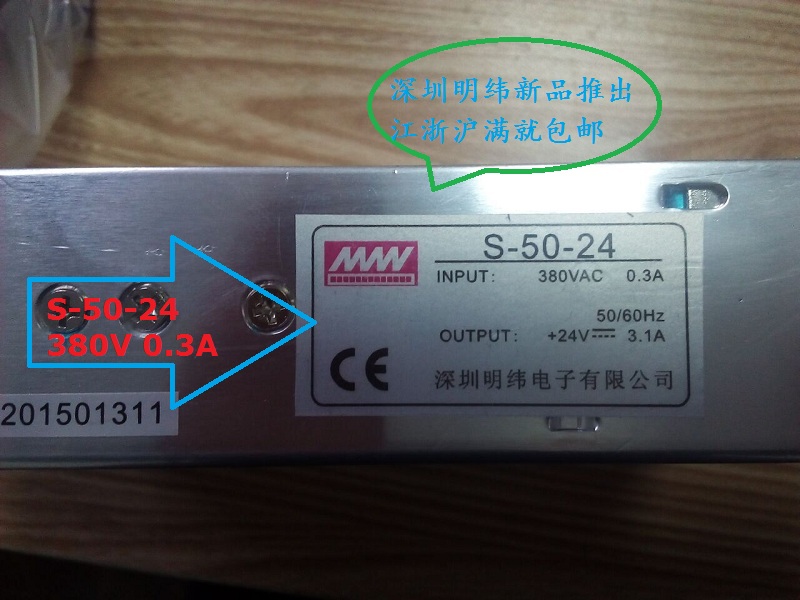 深圳明纬新品推出
江浙沪满就包邮
MW
S-50-24
INPUT: 380VAC 0.3A
50/60Hz
OUTPUT: +24V 3.1A
CE
深圳明纬电子有限公司
S-50-24
380V 0.3A
201501311